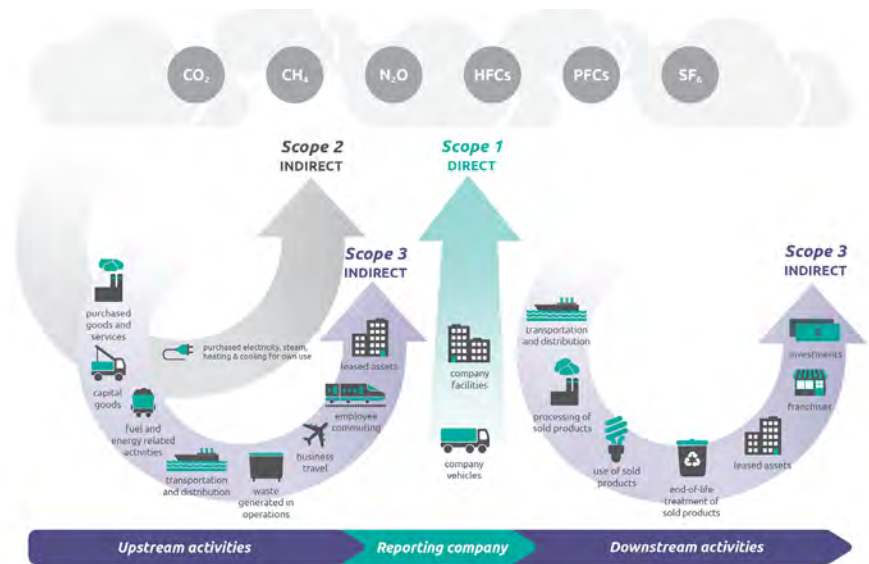 CO₂
CH₄
N₂O
HFCs
PFCs
SF₆
Scope 2
INDIRECT
Scope 1
DIRECT
Scope 3
INDIRECT
Scope 3
INDIRECT
purchased
goods and
services
capital
goods
fuel and
energy related
activities
purchased electricity, steam,
heating & cooling for own use
transportation
and distribution
waste
generated in
operations
business
travel
employee
commuting
leased assets
company
facilities
company
vehicles
transportation
and distribution
processing of
sold products
use of sold
products
end-of-life
treatment of
sold products
leased assets
franchises
investments
Upstream activities
Reporting company
Downstream activities